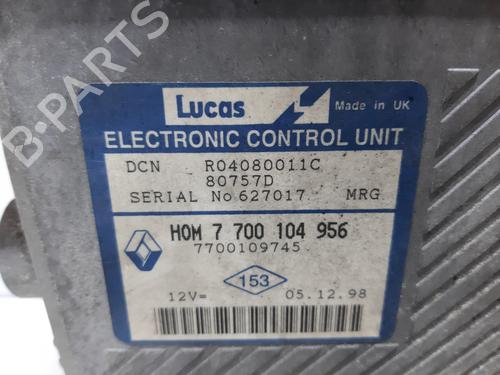 B-PARTS
Lucas
Made in UK
ELECTRONIC CONTROL UNIT
DCN R04080011C
80757D
SERIAL No 627017 MRG
HOM 7 700 104 956
7700109745
153
12V= 05.12.98